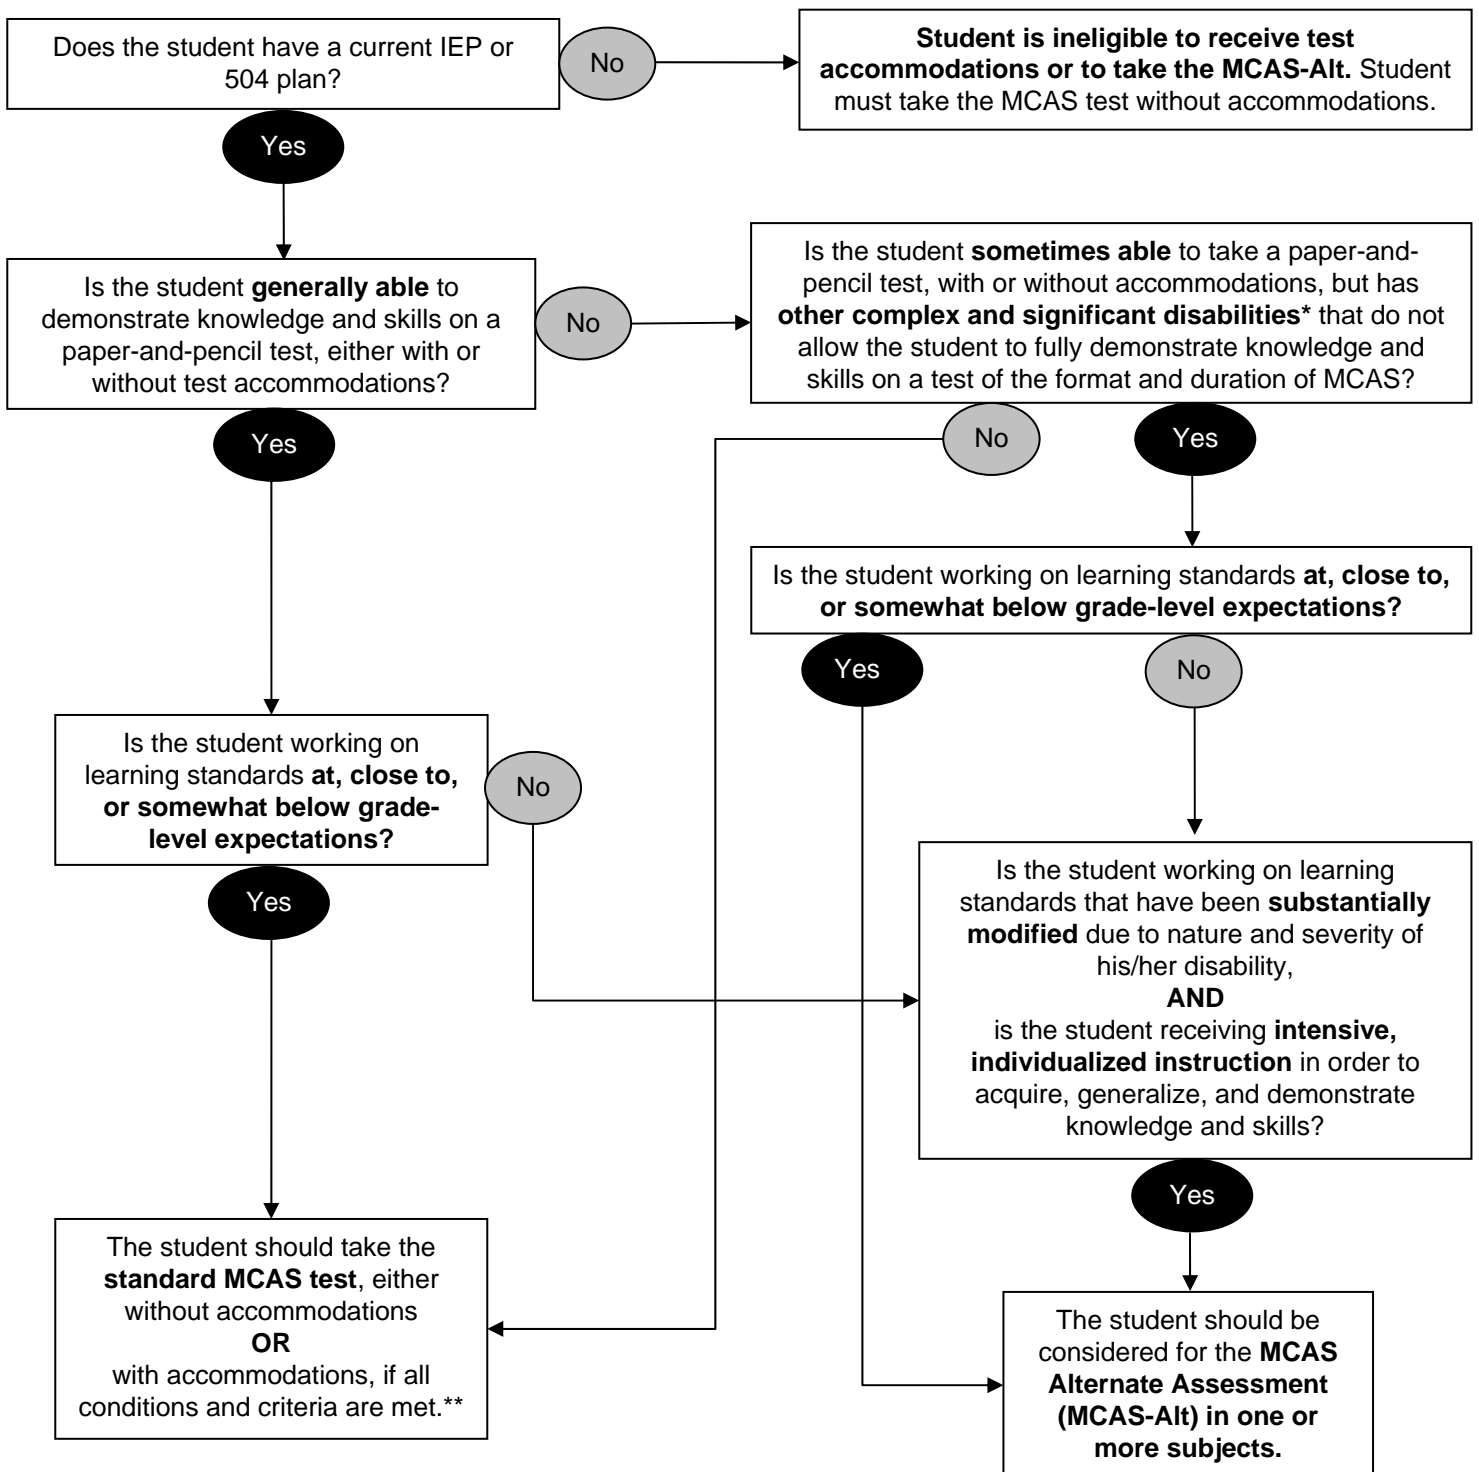 Does the student have a current IEP or
504 plan?
No
Student is ineligible to receive test
accommodations or to take the MCAS-Alt. Student
must take the MCAS test without accommodations.
Yes
Is the student generally able to
demonstrate knowledge and skills on a
paper-and-pencil test, either with or
without test accommodations?
No
Is the student sometimes able to take a paper-and-
pencil test, with or without accommodations, but has
other complex and significant disabilities* that do not
allow the student to fully demonstrate knowledge and
skills on a test of the format and duration of MCAS?
Yes
No
Yes
Is the student working on learning standards at, close to,
or somewhat below grade-level expectations?
Yes
No
Is the student working on
learning standards at, close to,
or somewhat below grade-
level expectations?
No
Yes
Is the student working on learning
standards that have been substantially
modified due to nature and severity of
his/her disability,
AND
is the student receiving intensive,
individualized instruction in order to
acquire, generalize, and demonstrate
knowledge and skills?
Yes
The student should take the
standard MCAS test, either
without accommodations
OR
with accommodations, if all
conditions and criteria are met.**
The student should be
considered for the MCAS
Alternate Assessment
(MCAS-Alt) in one or
more subjects.